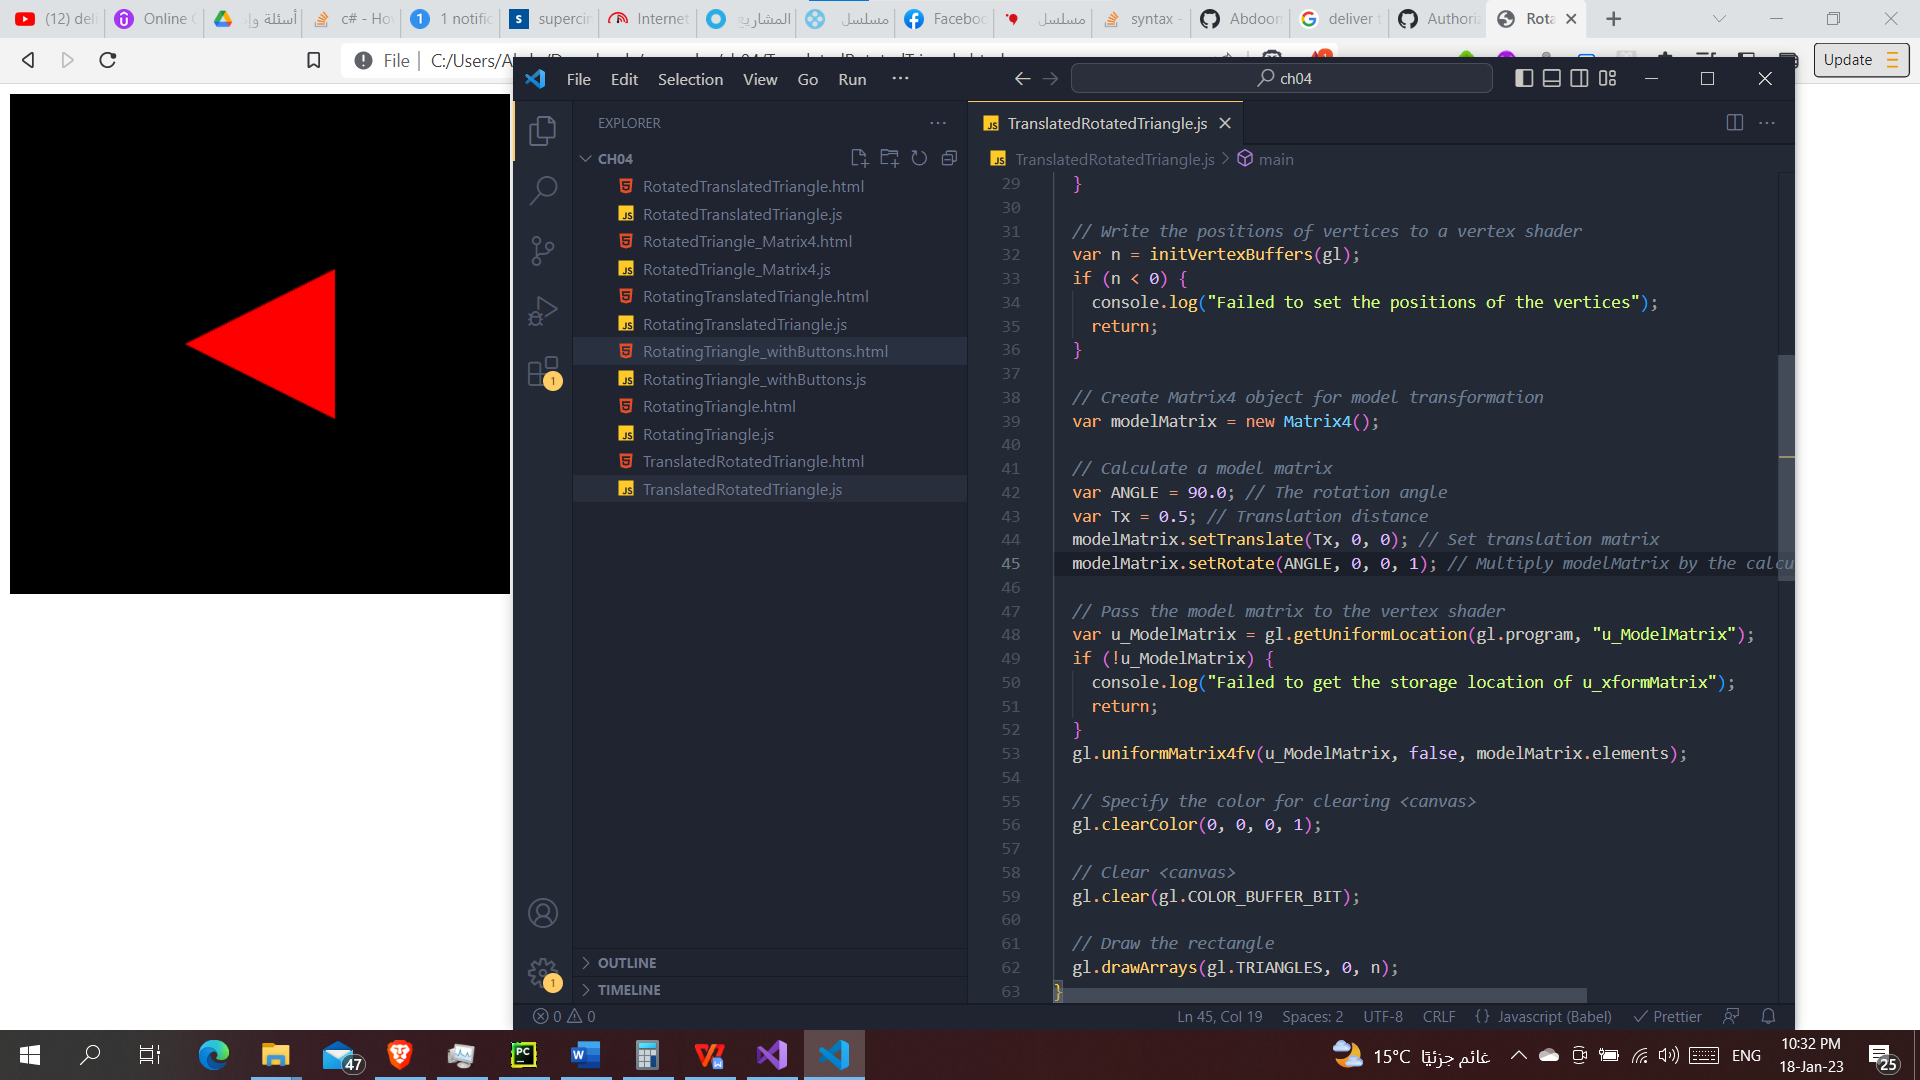 (12) deli
Online C
أسئلة وإ
c# - Hov
1 notific
supercin
Internet
المشاريع
مسلسل
Faceboo
مسلسل
syntax -
Abdoom
deliver t
Authoriz
Rota
File
Update
File Edit Selection View Go Run ···
ch04
EXPLORER
TranslatedRotatedTriangle.js
CH04
TranslatedRotatedTriangle.js > main
RotatedTranslatedTriangle.html
RotatedTranslatedTriangle.js
RotatedTriangle_Matrix4.html
RotatedTriangle_Matrix4.js
RotatingTranslatedTriangle.html
RotatingTranslatedTriangle.js
RotatingTriangle_withButtons.html
RotatingTriangle_withButtons.js
RotatingTriangle.html
RotatingTriangle.js
TranslatedRotatedTriangle.html
TranslatedRotatedTriangle.js
1
OUTLINE
TIMELINE
1
29 }
30
31 // Write the positions of vertices to a vertex shader
32 var n = initVertexBuffers(gl);
33 if (n < 0) {
34 console.log("Failed to set the positions of the vertices");
35 return;
36 }
37
38 // Create Matrix4 object for model transformation
39 var modelMatrix = new Matrix4();
40
41 // Calculate a model matrix
42 var ANGLE = 90.0; // The rotation angle
43 var Tx = 0.5; // Translation distance
44 modelMatrix.setTranslate(Tx, 0, 0); // Set translation matrix
45 modelMatrix.setRotate(ANGLE, 0, 0, 1); // Multiply modelMatrix by the calcu
46
47 // Pass the model matrix to the vertex shader
48 var u_ModelMatrix = gl.getUniformLocation(gl.program, "u_ModelMatrix");
49 if (!u_ModelMatrix) {
50 console.log("Failed to get the storage location of u_xformMatrix");
51 return;
52 }
53 gl.uniformMatrix4fv(u_ModelMatrix, false, modelMatrix.elements);
54
55 // Specify the color for clearing <canvas>
56 gl.clearColor(0, 0, 0, 1);
57
58 // Clear <canvas>
59 gl.clear(gl.COLOR_BUFFER_BIT);
60
61 // Draw the rectangle
62 gl.drawArrays(gl.TRIANGLES, 0, n);
63 }
0 0
Ln 45, Col 19 Spaces: 2 UTF-8 CRLF {} Javascript (Babel) Prettier
47
15°C غائم جزئيًا
ENG
10:32 PM
18-Jan-23
25